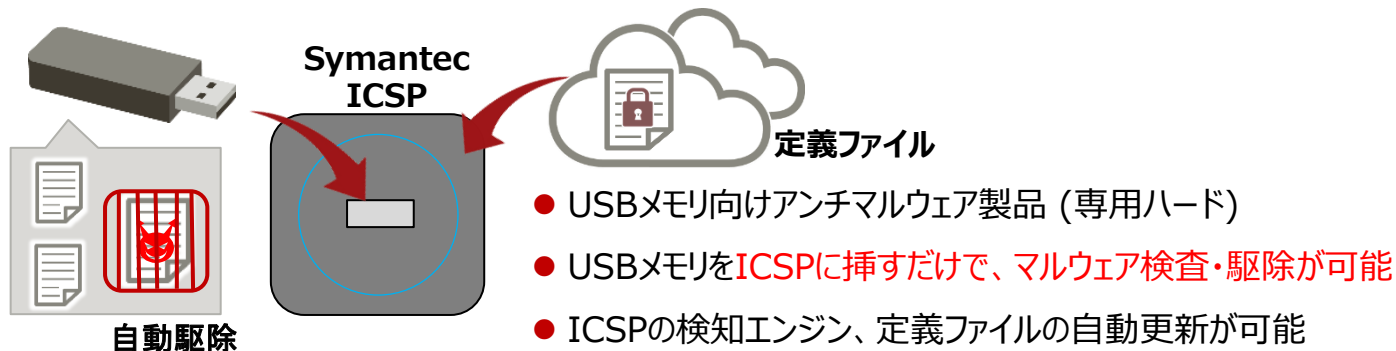 Symantec
ICSP
定義ファイル
自動駆除
● USBメモリ向けアンチマルウェア製品 (専用ハード)
● USBメモリをICSPに挿すだけで、マルウェア検査・駆除が可能
● ICSPの検知エンジン、定義ファイルの自動更新が可能